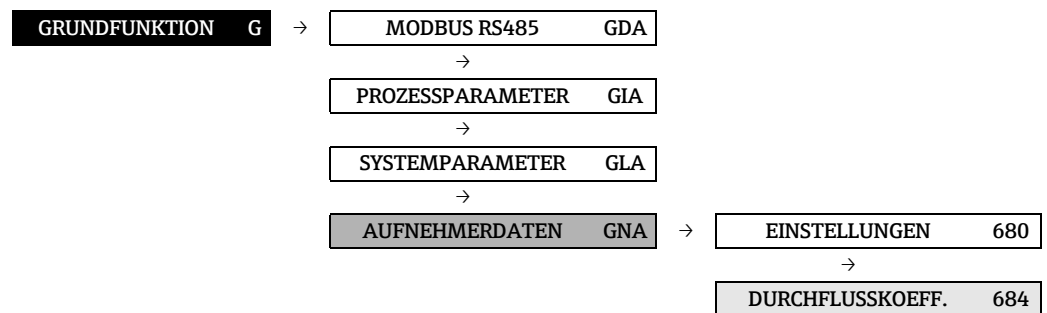 GRUNDFUNKTION G → MODBUS RS485 GDA
→
PROZESSPARAMETER GIA
→
SYSTEMPARAMETER GLA
→
AUFNEHMERDATEN GNA → EINSTELLUNGEN 680
→
DURCHFLUSSKOEFF. 684